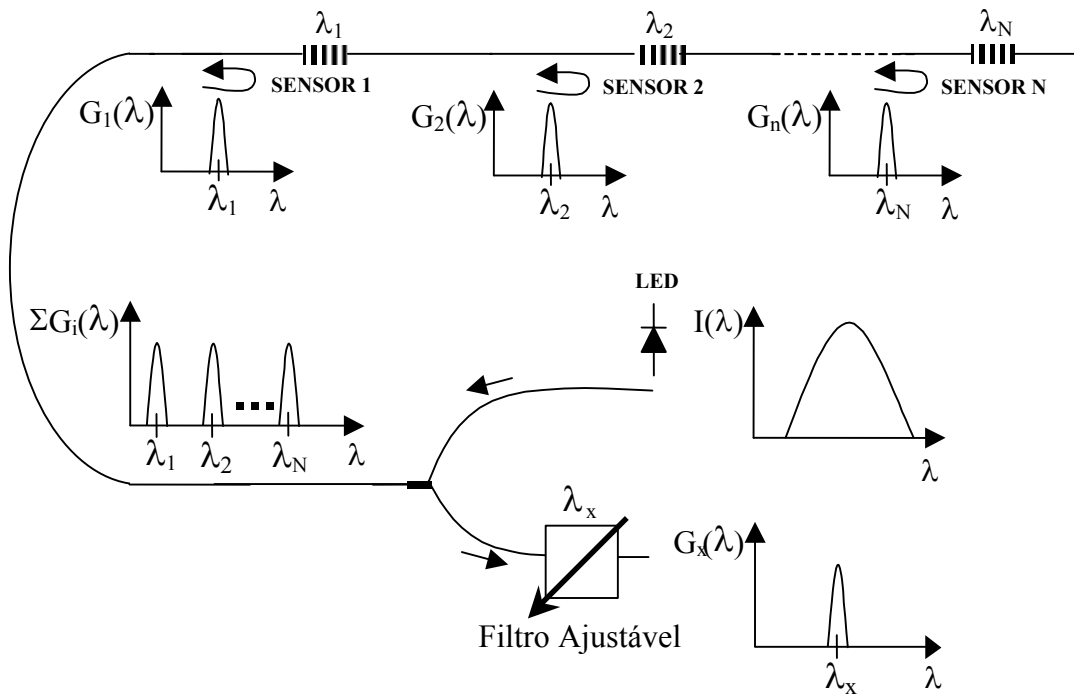 λ1 λ2 λN
SENSOR 1 SENSOR 2 SENSOR N
G1(λ) G2(λ) Gn(λ)
λ1 λ λ2 λ λN λ
LED
ΣGi(λ) I(λ)
λ1 λ2 λN λ λ
λx
Gx(λ)
Filtro Ajustável
λx λ